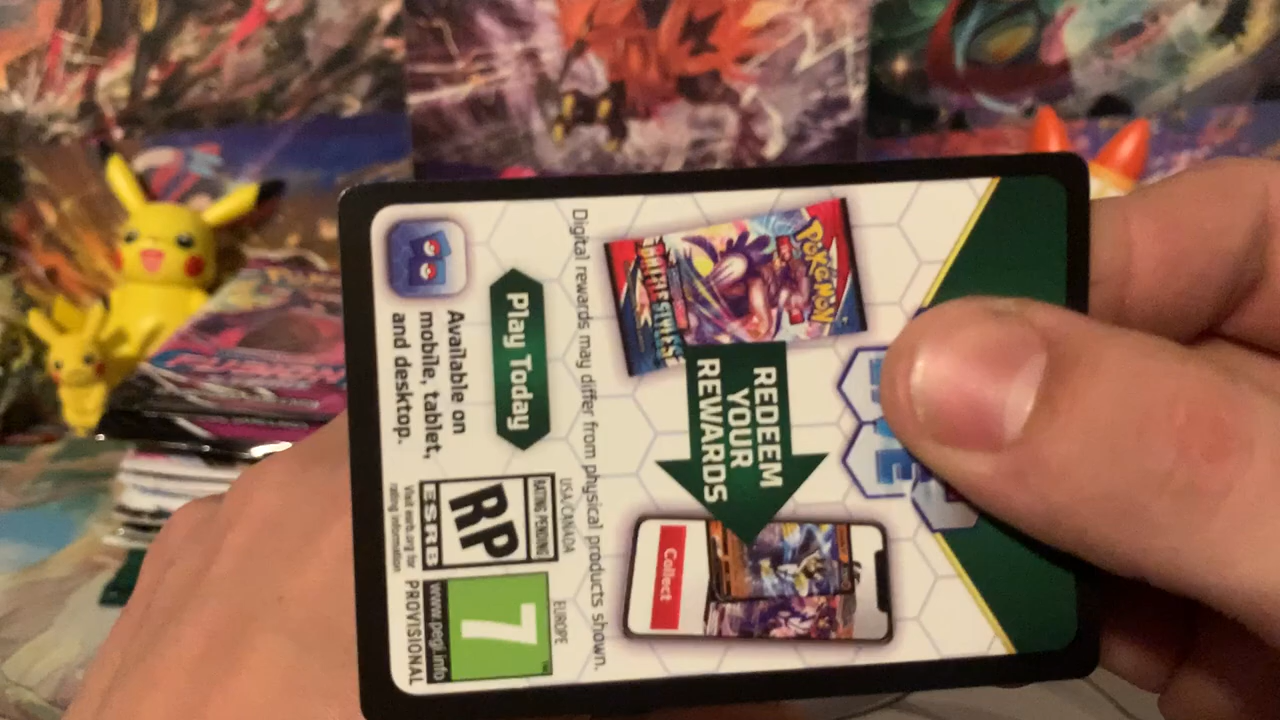 LIVE
Pokémon
BATTLE STYLES
REDEEM
YOUR
REWARDS
Collect
Digital rewards may differ from physical products shown.
Play Today
Available on
mobile, tablet,
and desktop.
USA/CANADA
RATING PENDING
RP
ESRB
Visit esrb.org for
rating information
EUROPE
7
www.pegi.info
PROVISIONAL